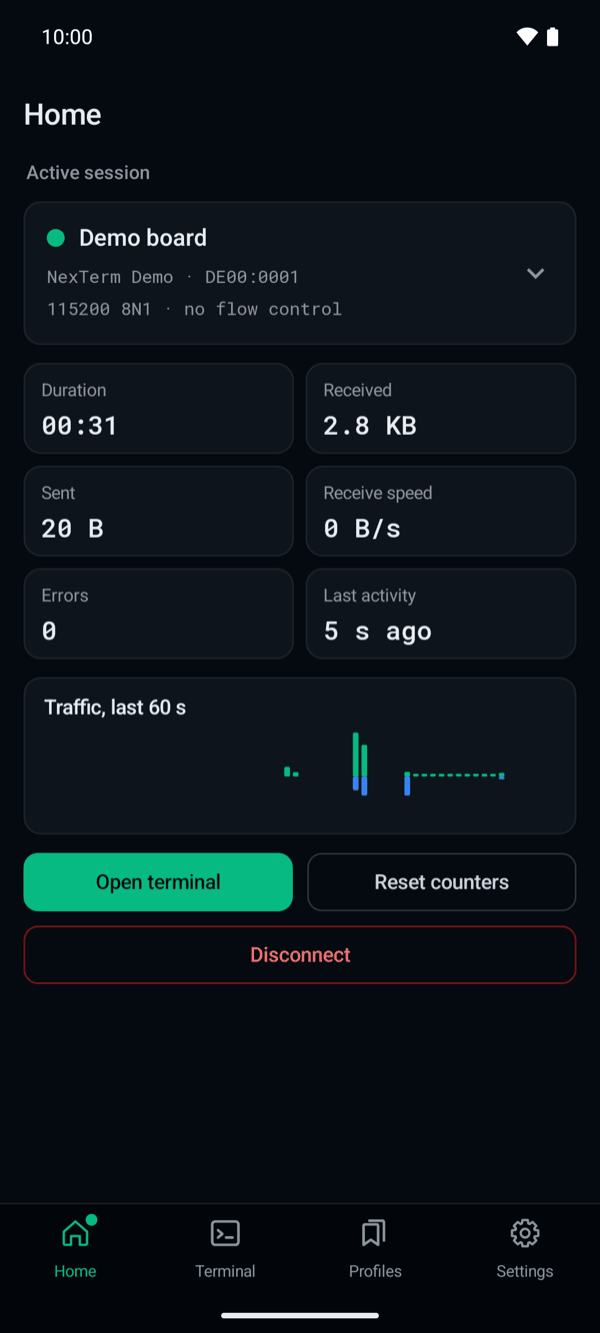 10:00
Home
Active session
Demo board
NexTerm Demo · DE00:0001
115200 8N1 · no flow control
Duration
00:31
Received
2.8 KB
Sent
20 B
Receive speed
0 B/s
Errors
0
Last activity
5 s ago
Traffic, last 60 s
Open terminal
Reset counters
Disconnect
Home
Terminal
Profiles
Settings